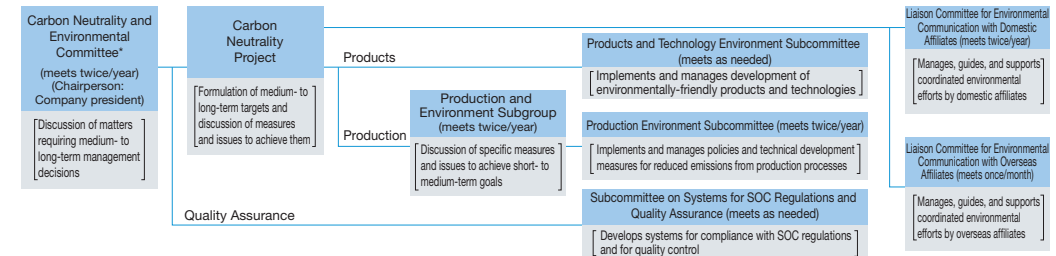 Carbon Neutrality and
Environmental
Committee*
(meets twice/year)
(Chairperson:
Company president)
Discussion of matters
requiring medium- to
long-term management
decisions
Carbon
Neutrality
Project
Formulation of medium- to
long-term targets and
discussion of measures
and issues to achieve them
Products
Production
Quality Assurance
Production and
Environment Subgroup
(meets twice/year)
Discussion of specific measures
and issues to achieve short- to
medium-term goals
Products and Technology Environment Subcommittee
(meets as needed)
Implements and manages development of
environmentally-friendly products and technologies
Production Environment Subcommittee (meets twice/year)
Implements and manages policies and technical development
measures for reduced emissions from production processes
Subcommittee on Systems for SOC Regulations and
Quality Assurance (meets as needed)
Develops systems for compliance with SOC regulations
and for quality control
Liaison Committee for Environmental
Communication with Domestic
Affiliates (meets twice/year)
Manages, guides, and supports
coordinated environmental
efforts by domestic affiliates
Liaison Committee for Environmental
Communication with Overseas
Affiliates (meets once/month)
Manages, guides, and supports
coordinated environmental
efforts by overseas affiliates